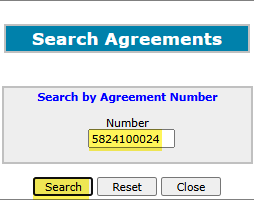 Search Agreements
Search by Agreement Number
Number
5824100024
Search Reset Close